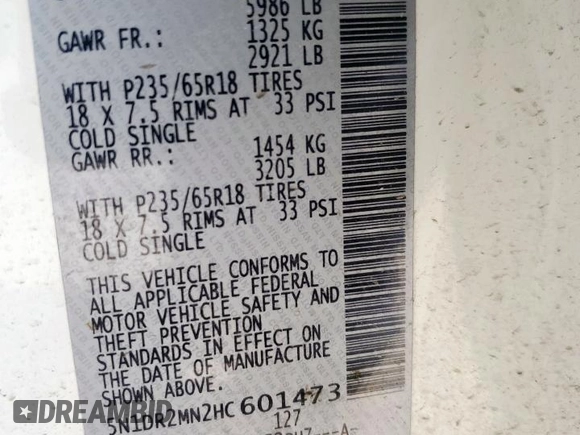 5986 LB
GAWR FR.: 1325 KG
2921 LB
WITH P235/65R18 TIRES
18 X 7.5 RIMS AT 33 PSI
COLD SINGLE
GAWR RR.: 1454 KG
3205 LB
WITH P235/65R18 TIRES
18 X 7.5 RIMS AT 33 PSI
COLD SINGLE
THIS VEHICLE CONFORMS TO
ALL APPLICABLE FEDERAL
MOTOR VEHICLE SAFETY AND
THEFT PREVENTION
STANDARDS IN EFFECT ON
THE DATE OF MANUFACTURE
SHOWN ABOVE.
5N1DR2MN2HC601473
127
DREAMBID